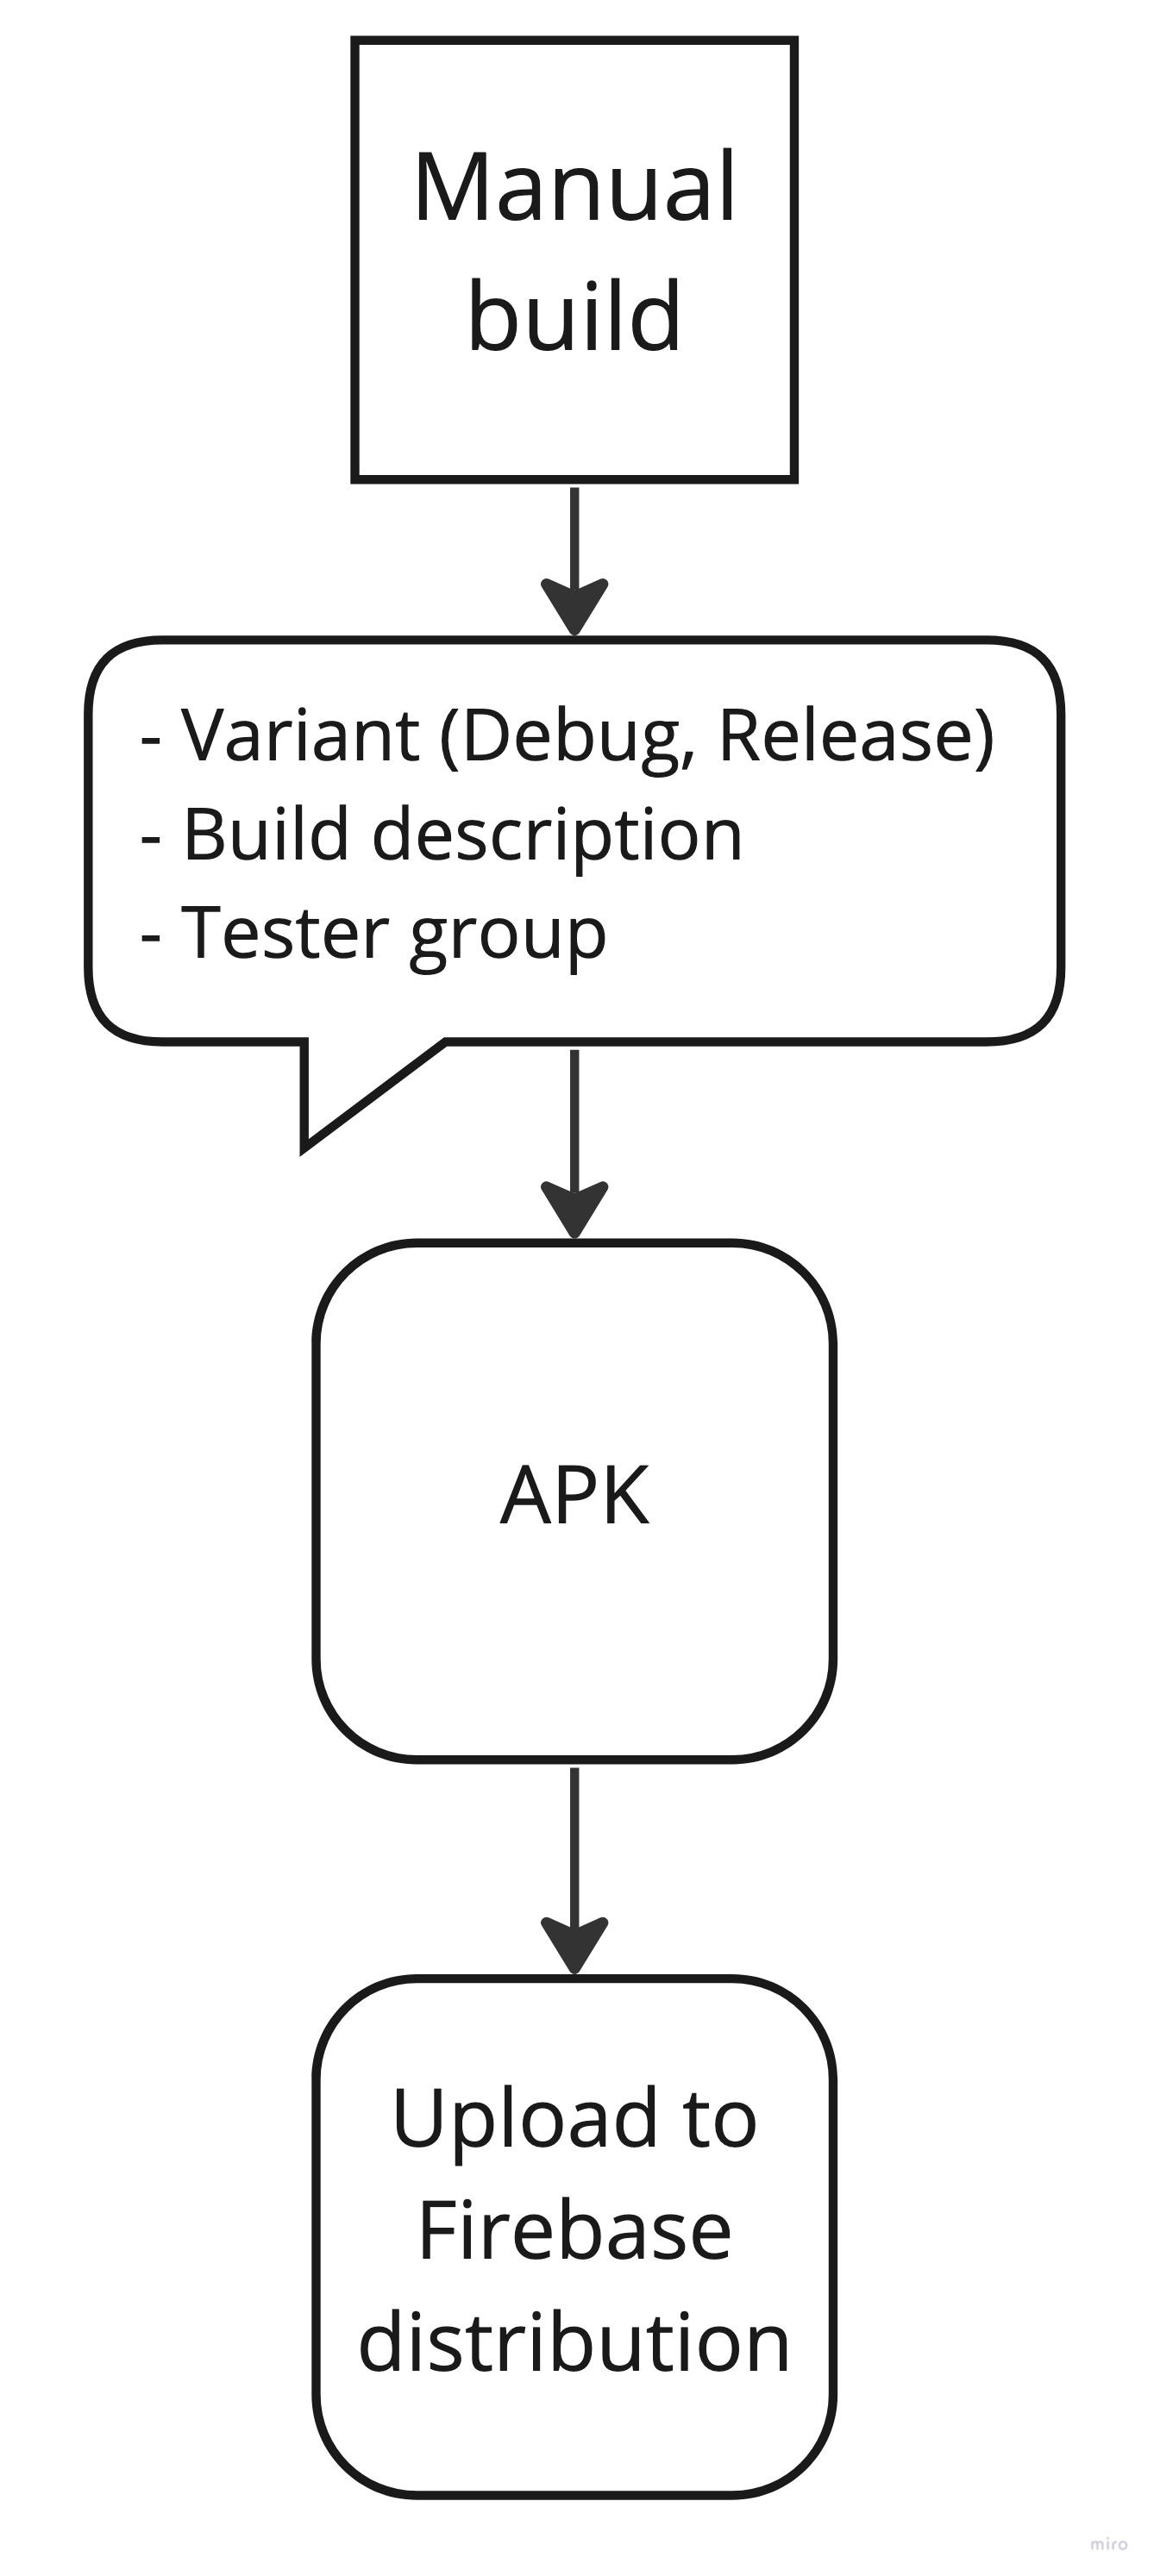 Manual
build
- Variant (Debug, Release)
- Build description
- Tester group
APK
Upload to
Firebase
distribution
miro